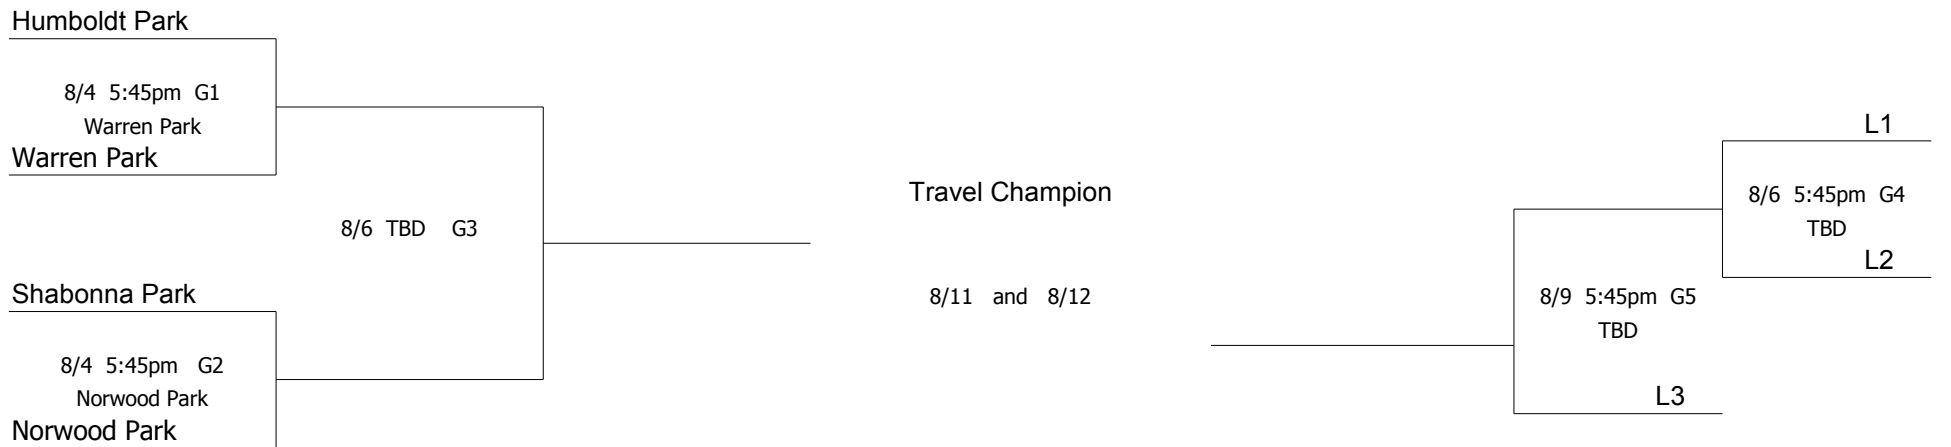 Humboldt Park
8/4 5:45pm G1
Warren Park
Warren Park
8/6 TBD G3
Shabonna Park
8/4 5:45pm G2
Norwood Park
Norwood Park
Travel Champion
8/11 and 8/12
L1
8/6 5:45pm G4
TBD
L2
8/9 5:45pm G5
TBD
L3